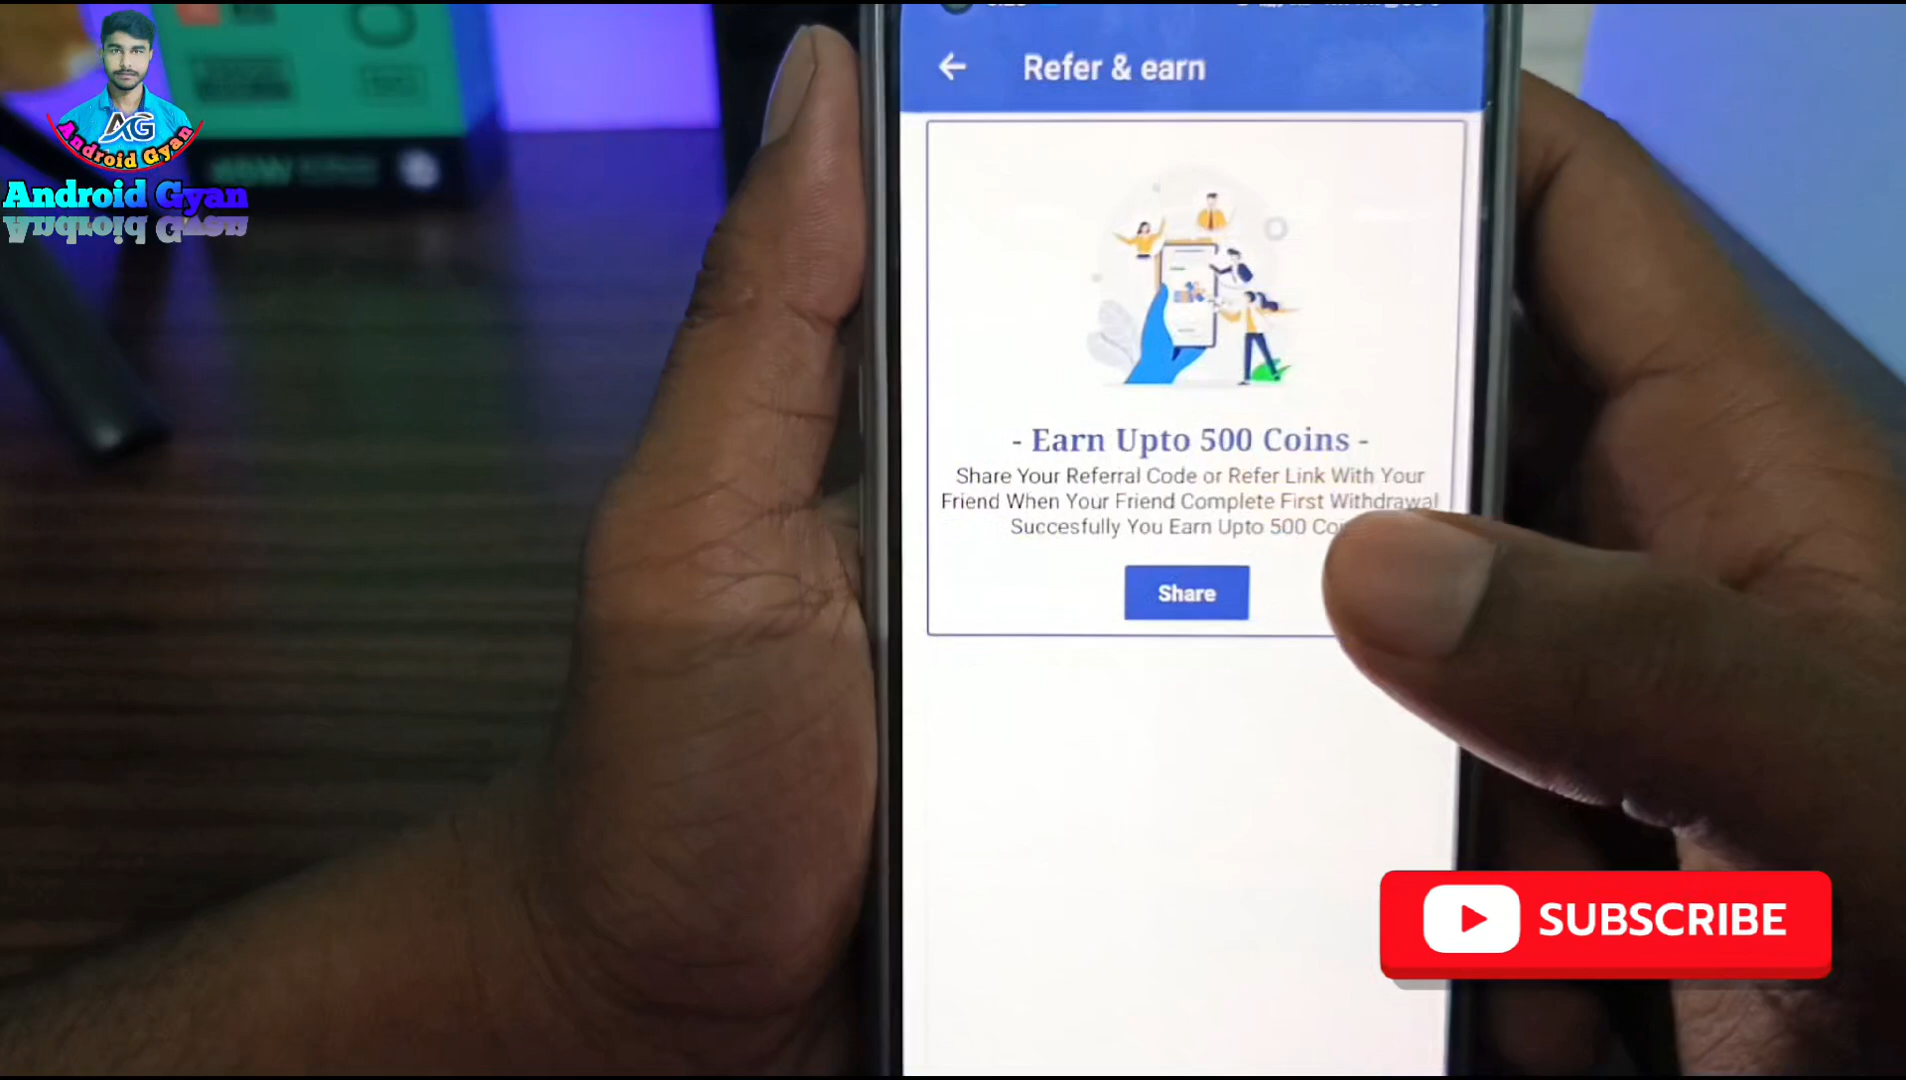 AG
Android Gyan
Android Gyan
Refer & earn
- Earn Upto 500 Coins -
Share Your Referral Code or Refer Link With Your
Friend When Your Friend Complete First Withdrawal
Succesfully You Earn Upto 500
Share
SUBSCRIBE